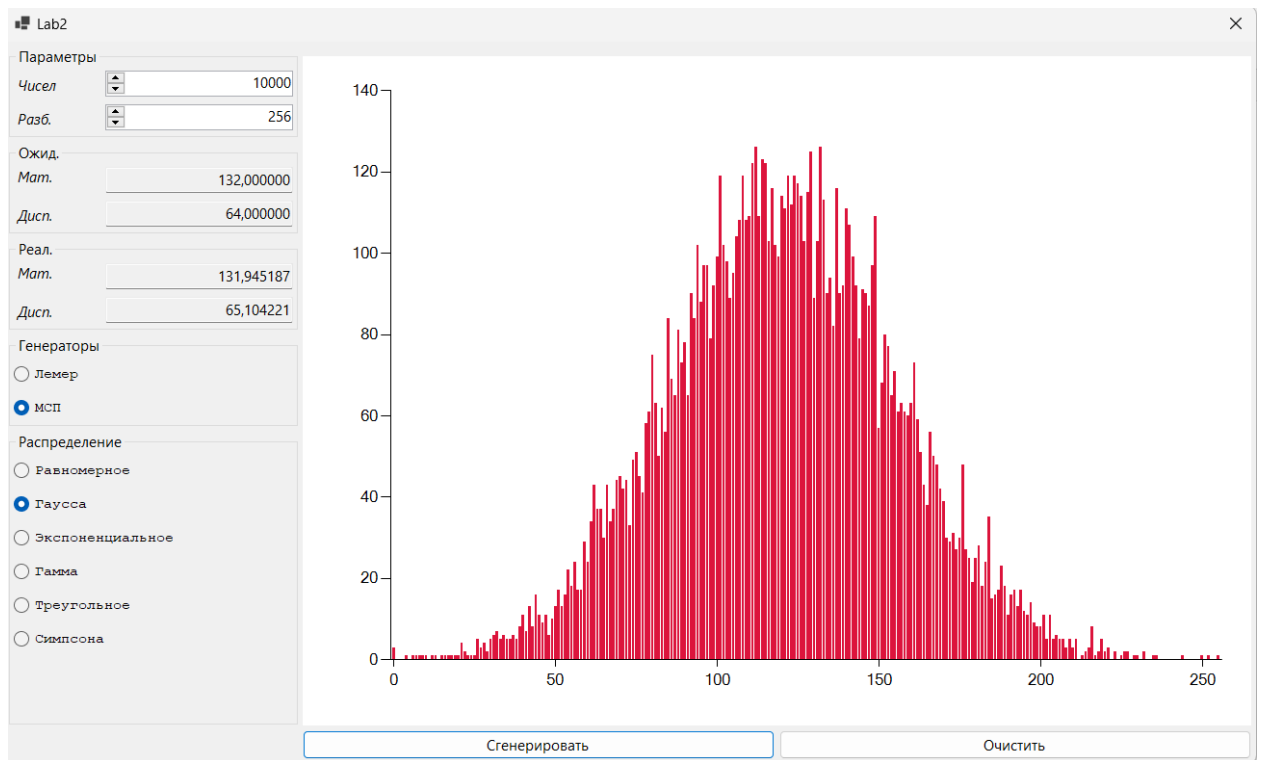 Lab2
Параметры
Чисел 10000
Разб. 256
Ожид.
Мат. 132,000000
Дисп. 64,000000
Реал.
Мат. 131,945187
Дисп. 65,104221
Генераторы
Лемер
МСП
Распределение
Равномерное
Гаусса
Экспоненциальное
Гамма
Треугольное
Симпсона
140
120
100
80
60
40
20
0
0 50 100 150 200 250
Сгенерировать Очистить